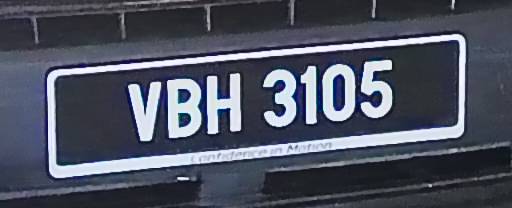 VBH 3105
Confidence in Motion